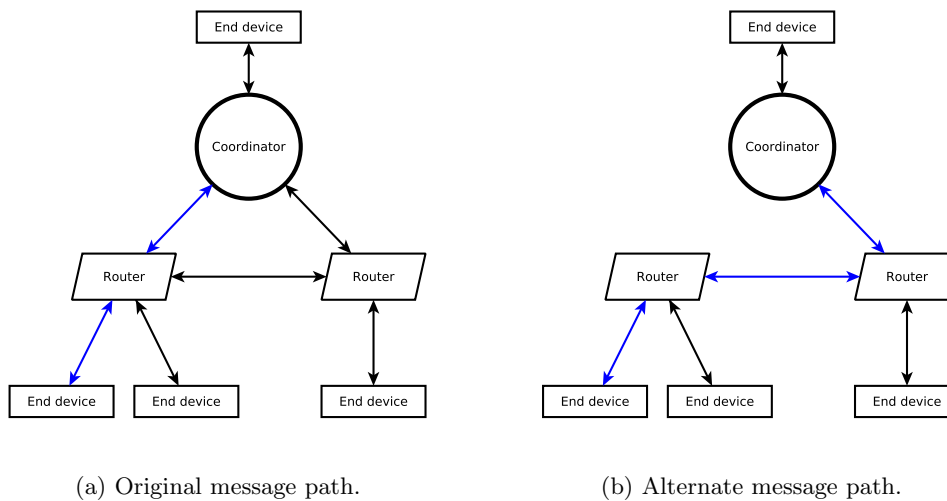 End device
End device
Coordinator
Coordinator
Router
Router
Router
Router
End device
End device
End device
End device
End device
End device
(a) Original message path.
(b) Alternate message path.